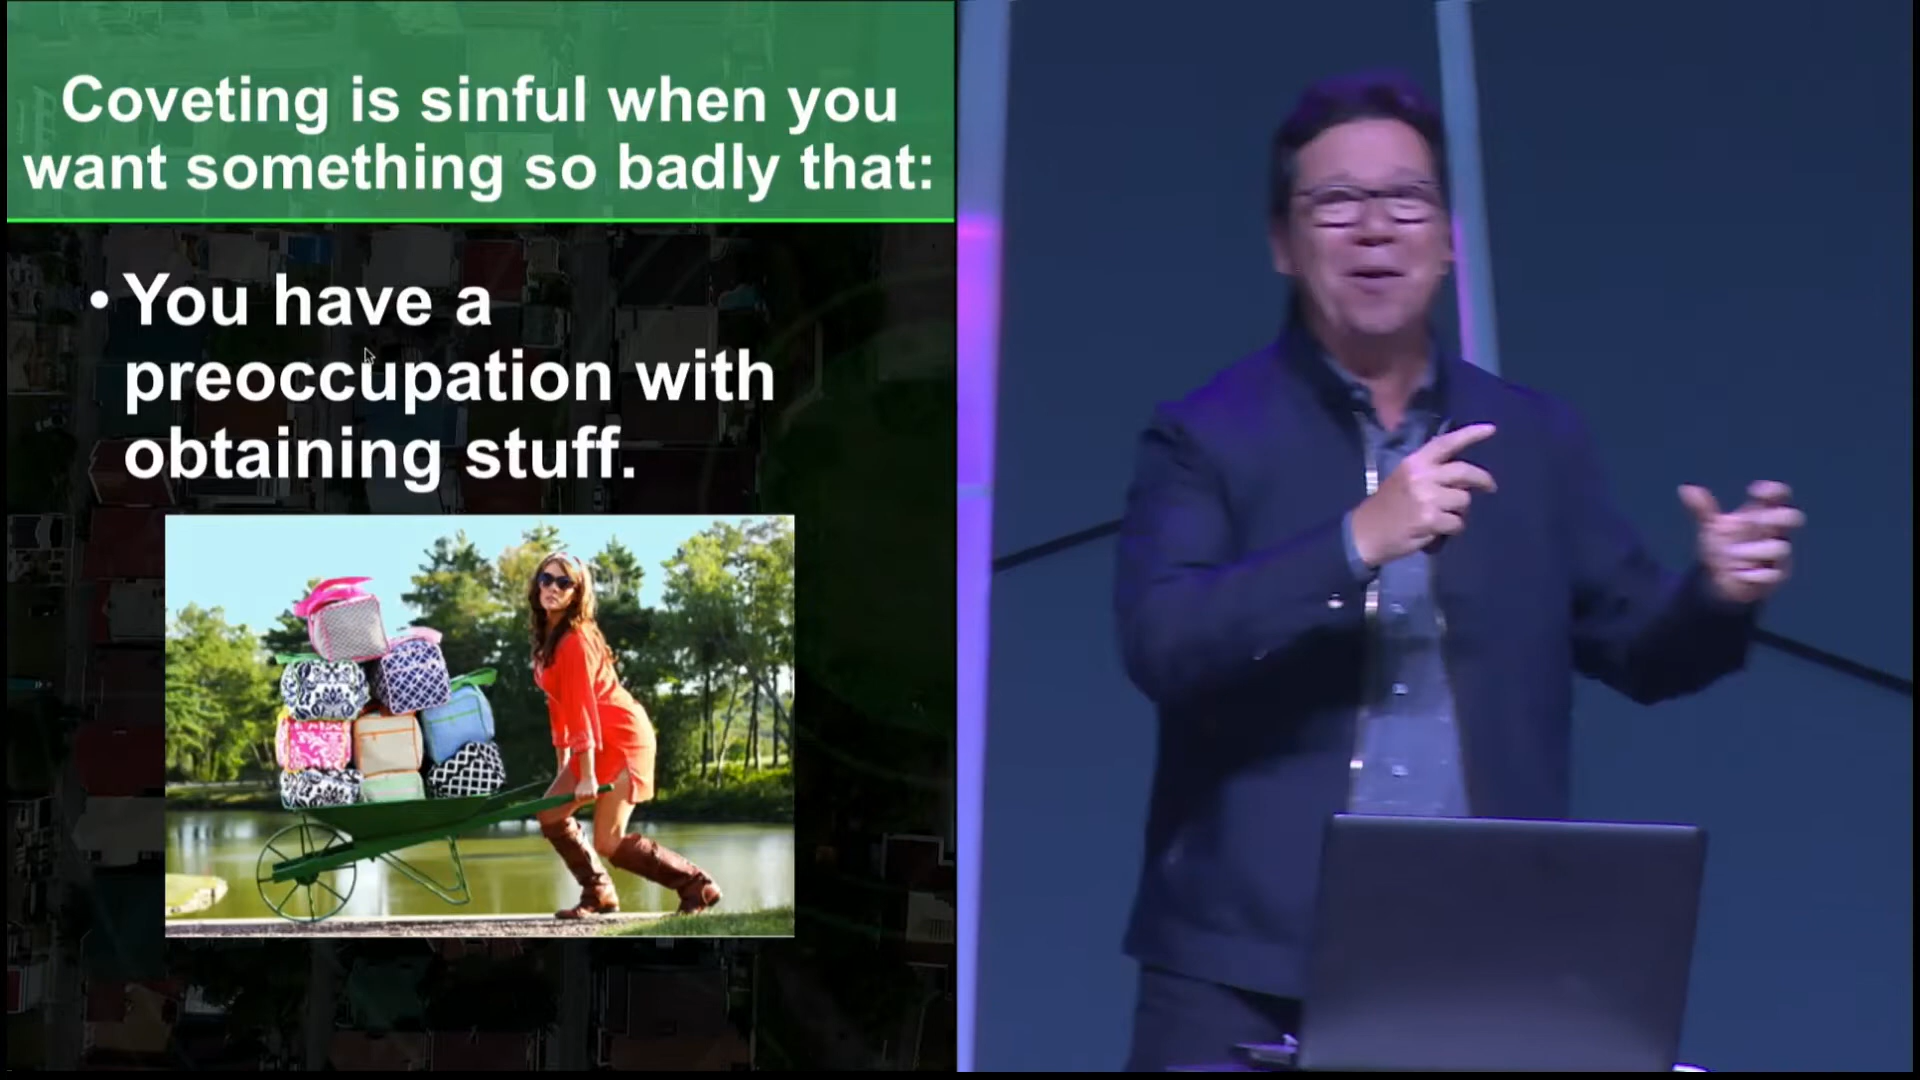 Coveting is sinful when you
want something so badly that:
• You have a
preoccupation with
obtaining stuff.